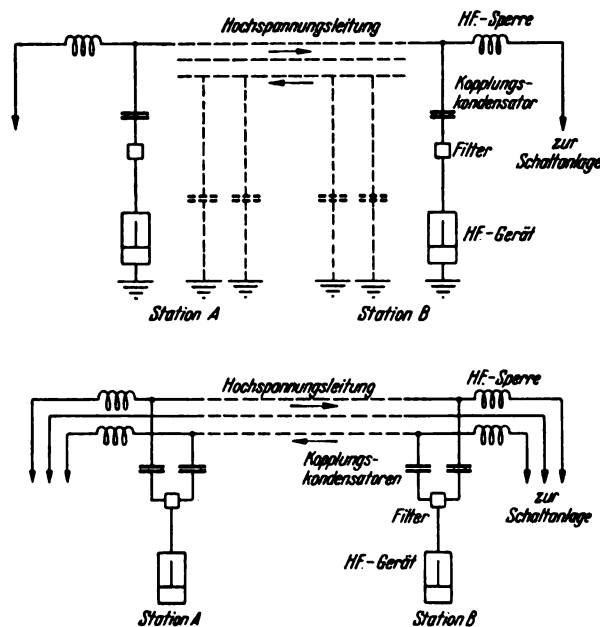 Hochspannungsleitung
HF.-Sperre
Kopplungs-
kondensator
Filter
zur
Schaltanlage
HF.-Gerät
Station A
Station B
Hochspannungsleitung
HF.-Sperre
Kopplungs-
kondensatoren
zur
Schaltanlage
Filter
HF.-Gerät
Station A
Station B